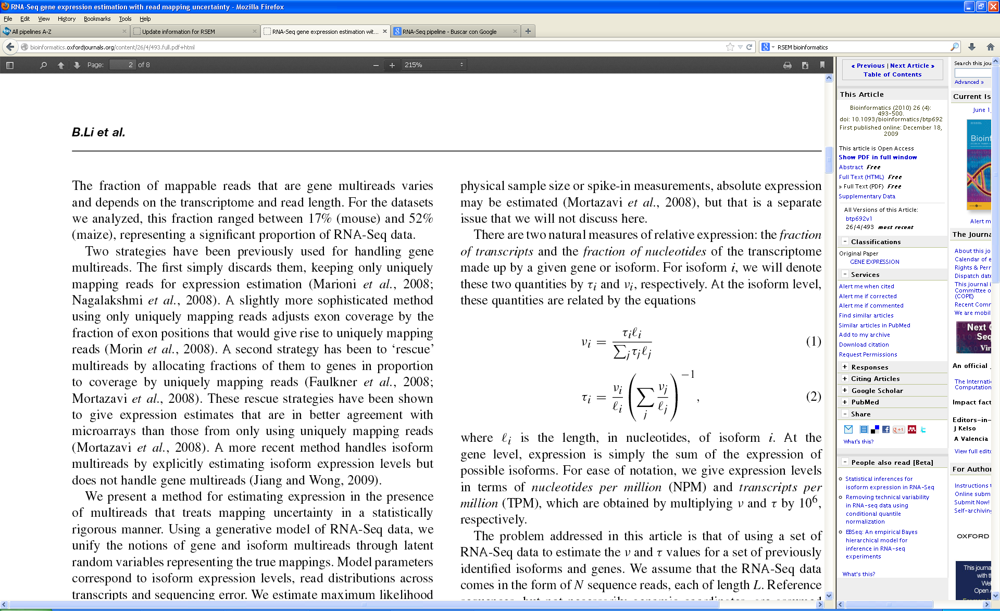 RNA-Seq gene expression estimation with read mapping uncertainty - Mozilla Firefox
File Edit View History Bookmarks Tools Help
All pipelines A-Z
Update information for RSEM
RNA-Seq gene expression estimation wit...
RNA-Seq pipeline - Buscar con Google
bioinformatics.oxfordjournals.org/content/26/4/493.full.pdf+html
RSEM bioinformatics
Page: 2 of 8
215%
B.Li et al.
The fraction of mappable reads that are gene multireads varies
and depends on the transcriptome and read length. For the datasets
we analyzed, this fraction ranged between 17% (mouse) and 52%
(maize), representing a significant proportion of RNA-Seq data.
Two strategies have been previously used for handling gene
multireads. The first simply discards them, keeping only uniquely
mapping reads for expression estimation (Marioni et al., 2008;
Nagalakshmi et al., 2008). A slightly more sophisticated method
using only uniquely mapping reads adjusts exon coverage by the
fraction of exon positions that would give rise to uniquely mapping
reads (Morin et al., 2008). A second strategy has been to ‘rescue’
multireads by allocating fractions of them to genes in proportion
to coverage by uniquely mapping reads (Faulkner et al., 2008;
Mortazavi et al., 2008). These rescue strategies have been shown
to give expression estimates that are in better agreement with
microarrays than those from only using uniquely mapping reads
(Mortazavi et al., 2008). A more recent method handles isoform
multireads by explicitly estimating isoform expression levels but
does not handle gene multireads (Jiang and Wong, 2009).
We present a method for estimating expression in the presence
of multireads that treats mapping uncertainty in a statistically
rigorous manner. Using a generative model of RNA-Seq data, we
unify the notions of gene and isoform multireads through latent
random variables representing the true mappings. Model parameters
correspond to isoform expression levels, read distributions across
transcripts and sequencing error. We estimate maximum likelihood
physical sample size or spike-in measurements, absolute expression
may be estimated (Mortazavi et al., 2008), but that is a separate
issue that we will not discuss here.
There are two natural measures of relative expression: the fraction
of transcripts and the fraction of nucleotides of the transcriptome
made up by a given gene or isoform. For isoform i, we will denote
these two quantities by τi and νi, respectively. At the isoform level,
these quantities are related by the equations
νi = τiℓi / ∑j τjℓj (1)
τi = νi/ℓi (∑j νj/ℓj)−1, (2)
where ℓi is the length, in nucleotides, of isoform i. At the
gene level, expression is simply the sum of the expression of
possible isoforms. For ease of notation, we give expression levels
in terms of nucleotides per million (NPM) and transcripts per
million (TPM), which are obtained by multiplying ν and τ by 10^6,
respectively.
The problem addressed in this article is that of using a set of
RNA-Seq data to estimate the ν and τ values for a set of previously
identified isoforms and genes. We assume that the RNA-Seq data
comes in the form of N sequence reads, each of length L. Reference
« Previous | Next Article »
Table of Contents
This Article
Bioinformatics (2010) 26 (4):
493-500.
doi: 10.1093/bioinformatics/btp692
First published online: December 18,
2009
This article is Open Access
Show PDF in full window
Abstract Free
Full Text (HTML) Free
» Full Text (PDF) Free
Supplementary Data
All Versions of this Article:
btp692v1
26/4/493 most recent
Classifications
Original Paper
GENE EXPRESSION
Services
Alert me when cited
Alert me if corrected
Alert me if commented
Find similar articles
Similar articles in PubMed
Add to my archive
Download citation
Request Permissions
Responses
Citing Articles
Google Scholar
PubMed
Share
What's this?
People also read [Beta]
Statistical inferences for
isoform expression in RNA-Seq
Removing technical variability
in RNA-seq data using
conditional quantile
normalization
EBSeq: An empirical Bayes
hierarchical model for
inference in RNA-seq
experiments
What's this?
Search this jou
Advanced »
Current Is
June 1,
Bioinf
Alert m
The Journa
About this jo
Calendar of e
Rights & Perr
Dispatch date
This journal i
Committee o
(COPE)
Recent Comr
We are mobil
Next G
Seq
Vir
An official J
The Internati
Computation
Impact fact
Editors-in-
J Kelso
A Valencia
View full edito
For Author
Instructions t
Online subm
Submit Now!
Self-archiving
OXFORD
This journa
with th
Wel
Open A